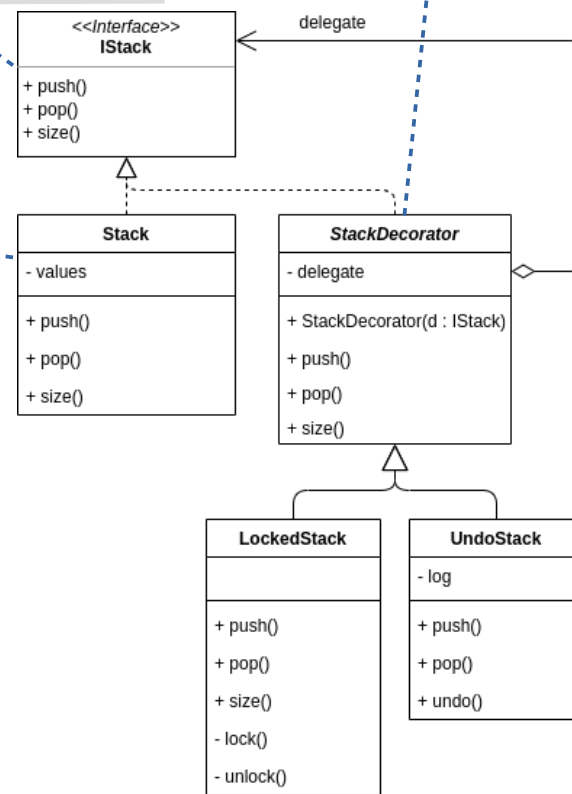 <<Interface>>
IStack
+ push()
+ pop()
+ size()
delegate
Stack
- values
+ push()
+ pop()
+ size()
StackDecorator
- delegate
+ StackDecorator(d : IStack)
+ push()
+ pop()
+ size()
LockedStack
+ push()
+ pop()
+ size()
- lock()
- unlock()
UndoStack
- log
+ push()
+ pop()
+ undo()